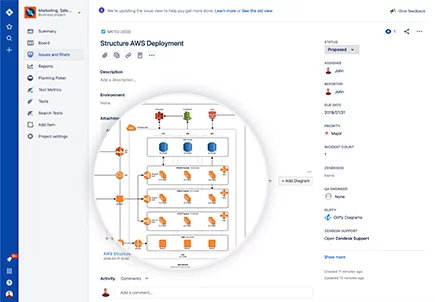 Marketing, Sale...
Business project
We're updating the issue view to help you get more done. Learn more or See the old view
Give feedback
Summary
Board
Issues and filters
Reports
Planning Poker
Test Metrics
Tests
Search Tests
Add item
Project settings
Structure AWS Deployment
1
Description
Add a description...
Environment
None
Attachme
+ Add Diagram
AWS Structure
Activity
Comments
Add a comment...
STATUS
Proposed
ASSIGNEE
John
REPORTER
John
DUE DATE
2019/07/31
PRIORITY
Major
INCIDENT COUNT
1
ZENDESK ID
None
QA ENGINEER
None
GLIFFY
Gliffy Diagrams
ZENDESK SUPPORT
Open Zendesk Support
Show more
Created 11 minutes ago
Updated 10 minutes ago